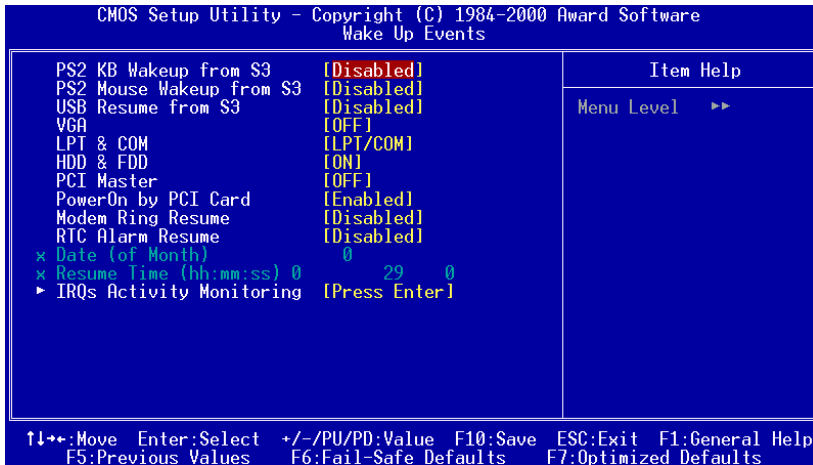 CMOS Setup Utility - Copyright (C) 1984-2000 Award Software
Wake Up Events
PS2 KB Wakeup from S3 [Disabled]
PS2 Mouse Wakeup from S3 [Disabled]
USB Resume from S3 [Disabled]
VGA [OFF]
LPT & COM [LPT/COM]
HDD & FDD [ON]
PCI Master [OFF]
PowerOn by PCI Card [Enabled]
Modem Ring Resume [Disabled]
RTC Alarm Resume [Disabled]
x Date (of Month) 0
x Resume Time (hh:mm:ss) 0 29 0
► IRQs Activity Monitoring [Press Enter]
Item Help
Menu Level ►►
↑↓→←:Move Enter:Select +/-/PU/PD:Value F10:Save ESC:Exit F1:General Help
F5:Previous Values F6:Fail-Safe Defaults F7:Optimized Defaults